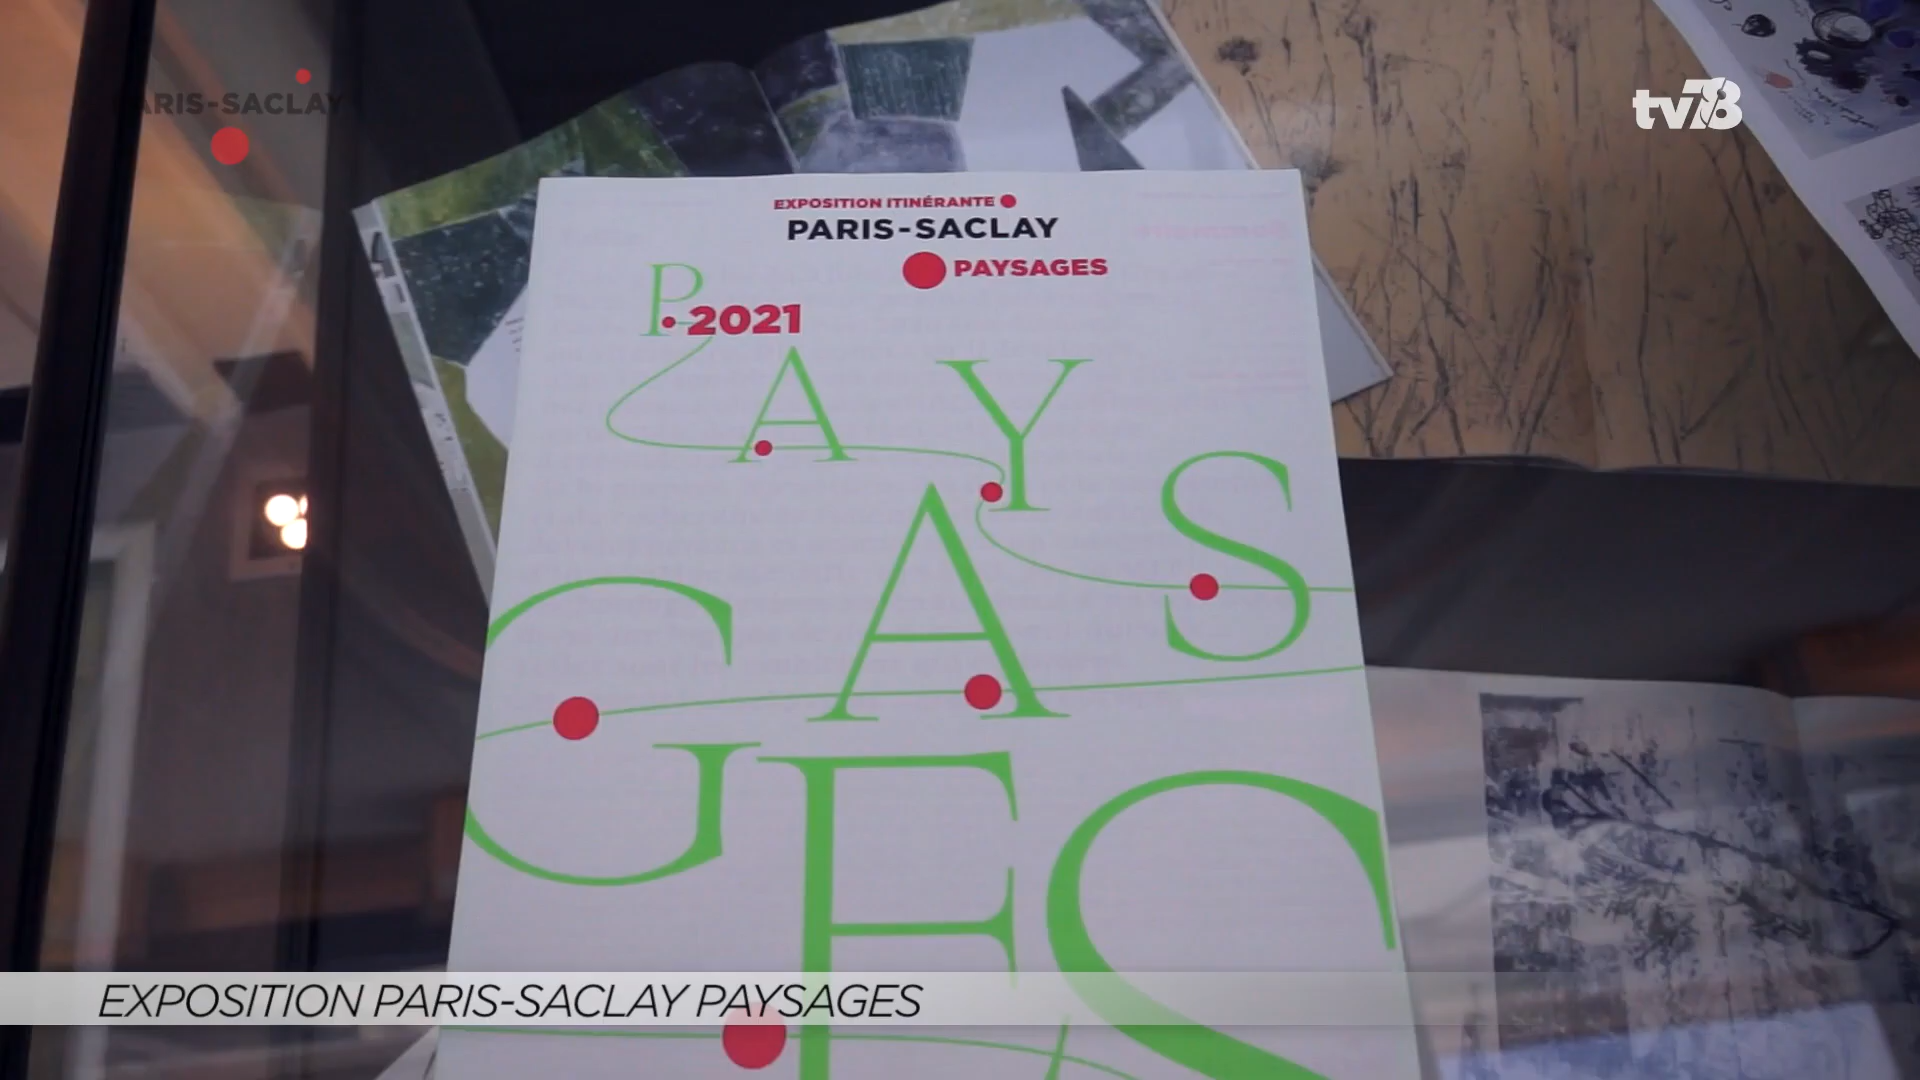 ARIS-SACLAY
tv78
EXPOSITION ITINÉRANTE
PARIS-SACLAY
PAYSAGES
2021
P
A Y
S
G A
E S
EXPOSITION PARIS-SACLAY PAYSAGES